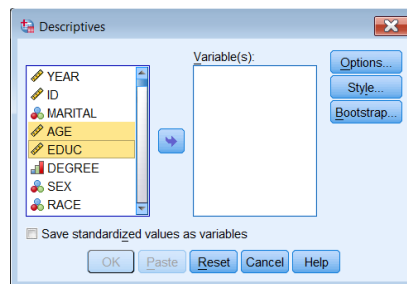 Descriptives
Variable(s):
YEAR
ID
MARITAL
AGE
EDUC
DEGREE
SEX
RACE
Options...
Style...
Bootstrap...
Save standardized values as variables
OK Paste Reset Cancel Help